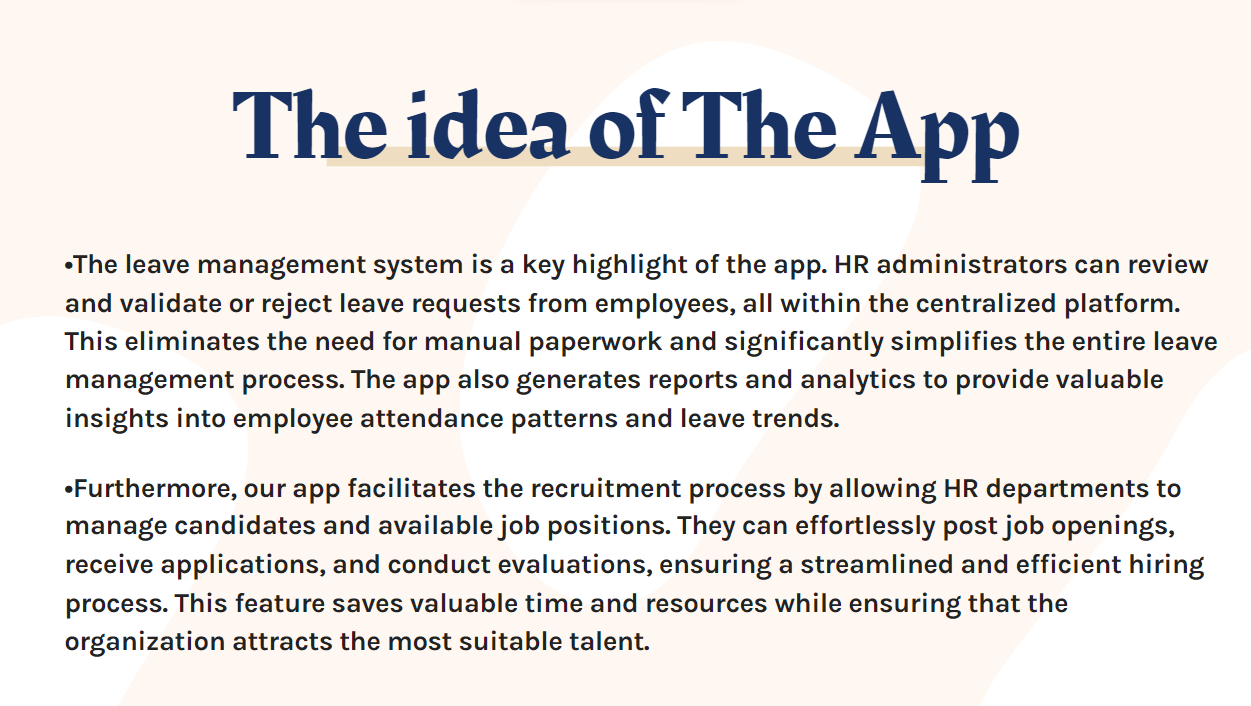 The idea of The App
•The leave management system is a key highlight of the app. HR administrators can review
and validate or reject leave requests from employees, all within the centralized platform.
This eliminates the need for manual paperwork and significantly simplifies the entire leave
management process. The app also generates reports and analytics to provide valuable
insights into employee attendance patterns and leave trends.
•Furthermore, our app facilitates the recruitment process by allowing HR departments to
manage candidates and available job positions. They can effortlessly post job openings,
receive applications, and conduct evaluations, ensuring a streamlined and efficient hiring
process. This feature saves valuable time and resources while ensuring that the
organization attracts the most suitable talent.